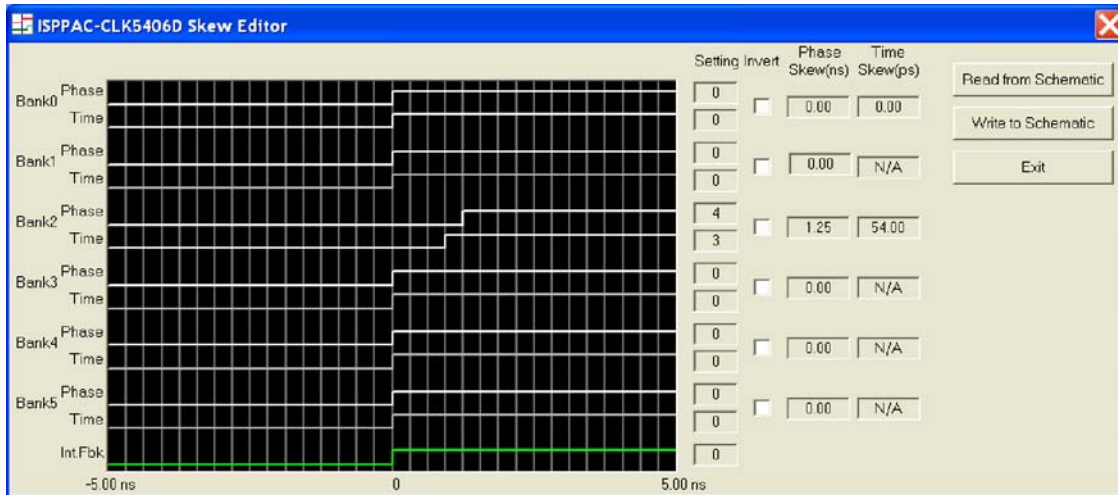 ISPPAC-CLK5406D Skew Editor
Setting Invert Phase Skew(ns) Time Skew(ps)
Bank0 Phase 0 0.00 0.00
Time 0
Bank1 Phase 0 0.00 N/A
Time 0
Bank2 Phase 4 1.25 54.00
Time 3
Bank3 Phase 0 0.00 N/A
Time 0
Bank4 Phase 0 0.00 N/A
Time 0
Bank5 Phase 0 0.00 N/A
Time 0
Int.Fbk 0
-5.00 ns 0 5.00 ns
Read from Schematic
Write to Schematic
Exit